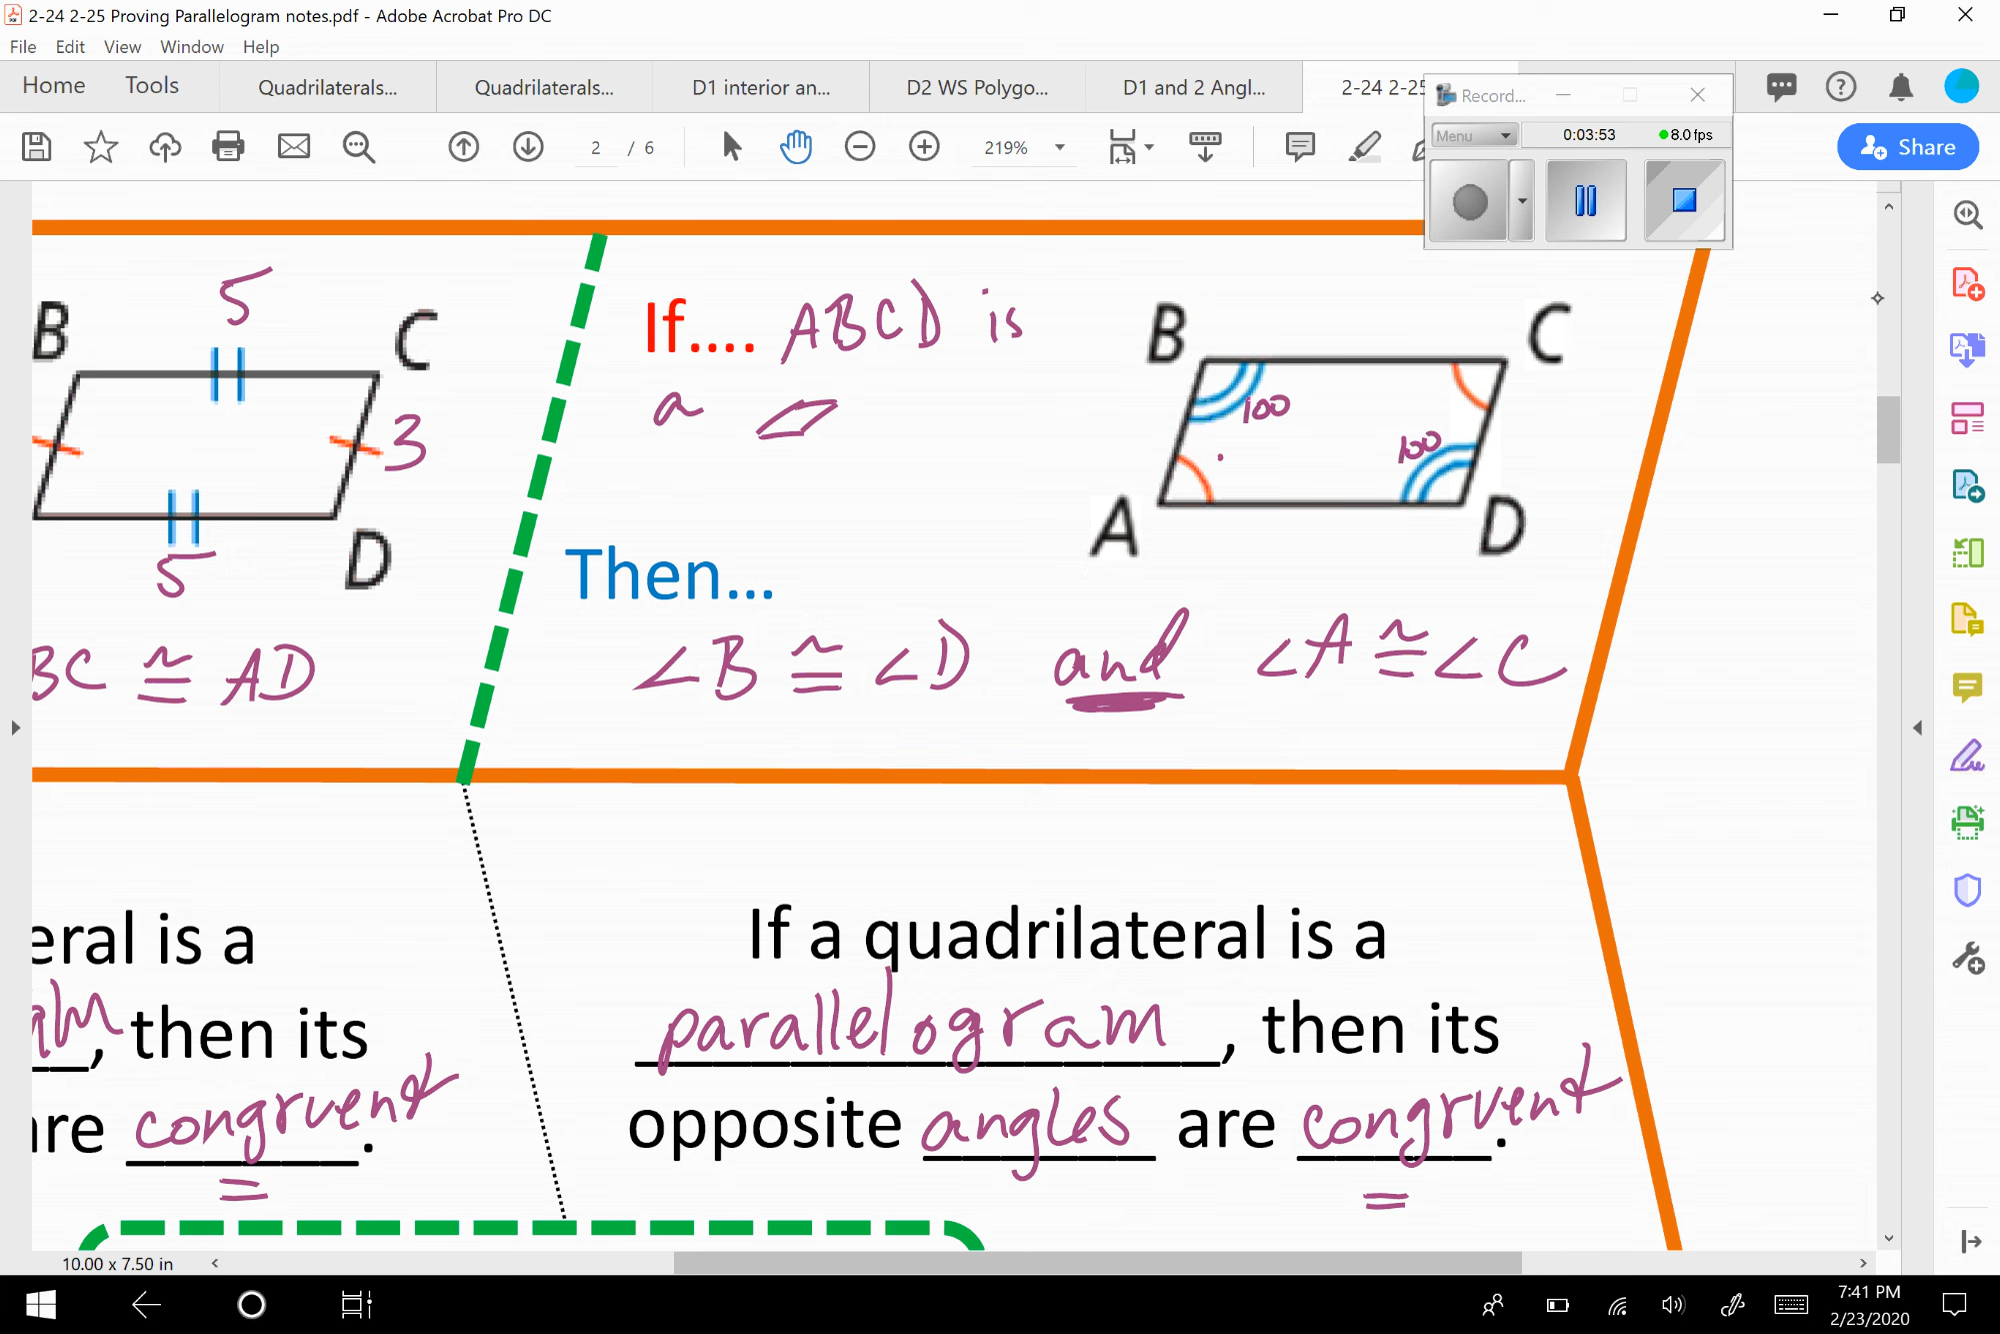 2-24 2-25 Proving Parallelogram notes.pdf - Adobe Acrobat Pro DC
File Edit View Window Help
Home Tools Quadrilaterals... Quadrilaterals... D1 interior an... D2 WS Polygo... D1 and 2 Angl... 2-24 2-25
Record...
Menu 0:03:53 8.0 fps
2 / 6 219% Share
B 5 C
3
5 D
BC ≅ AD
If.... ABCD is
a ▱
B C
100
100
A D
Then...
∠B ≅ ∠D and ∠A ≅ ∠C
is a
, then its
congruent.
=
If a quadrilateral is a
parallelogram, then its
opposite angles are congruent.
=
10.00 x 7.50 in
7:41 PM
2/23/2020